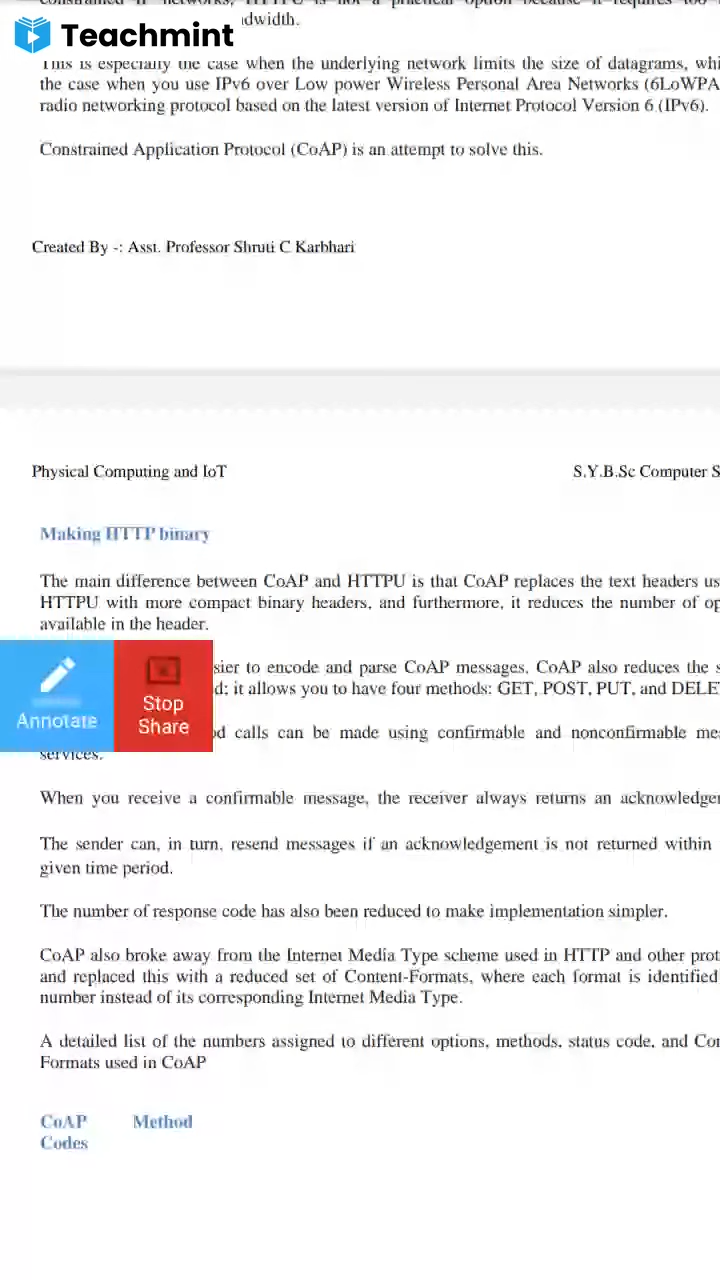 Teachmint
dwidth.
This is especially the case when the underlying network limits the size of datagrams, whi
the case when you use IPv6 over Low power Wireless Personal Area Networks (6LoWPA
radio networking protocol based on the latest version of Internet Protocol Version 6 (IPv6).
Constrained Application Protocol (CoAP) is an attempt to solve this.
Created By -: Asst. Professor Shruti C Karbhari
Physical Computing and IoT S.Y.B.Sc Computer S
Making HTTP binary
The main difference between CoAP and HTTPU is that CoAP replaces the text headers us
HTTPU with more compact binary headers, and furthermore, it reduces the number of op
available in the header.
sier to encode and parse CoAP messages. CoAP also reduces the s
d; it allows you to have four methods: GET, POST, PUT, and DELE
Annotate
Stop
Share
d calls can be made using confirmable and nonconfirmable me
services.
When you receive a confirmable message, the receiver always returns an acknowledge
The sender can, in turn, resend messages if an acknowledgement is not returned within
given time period.
The number of response code has also been reduced to make implementation simpler.
CoAP also broke away from the Internet Media Type scheme used in HTTP and other prot
and replaced this with a reduced set of Content-Formats, where each format is identified
number instead of its corresponding Internet Media Type.
A detailed list of the numbers assigned to different options, methods, status code, and Con
Formats used in CoAP
CoAP Method
Codes